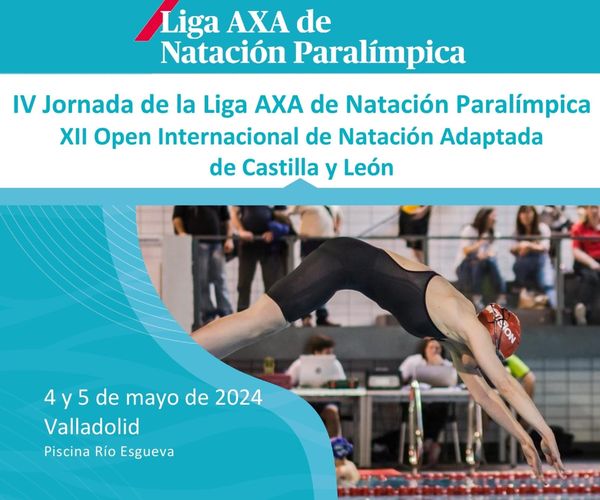 Liga AXA de
Natación Paralímpica
IV Jornada de la Liga AXA de Natación Paralímpica
XII Open Internacional de Natación Adaptada
de Castilla y León
4 y 5 de mayo de 2024
Valladolid
Piscina Río Esgueva